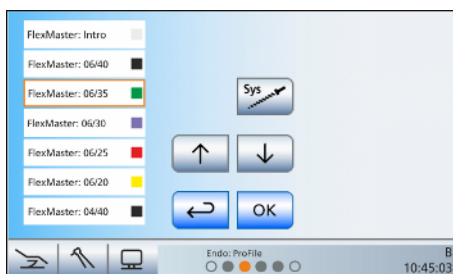 FlexMaster: Intro
FlexMaster: 06/40
FlexMaster: 06/35
FlexMaster: 06/30
FlexMaster: 06/25
FlexMaster: 06/20
FlexMaster: 04/40
Sys
OK
Endo: ProFile
B
10:45:03